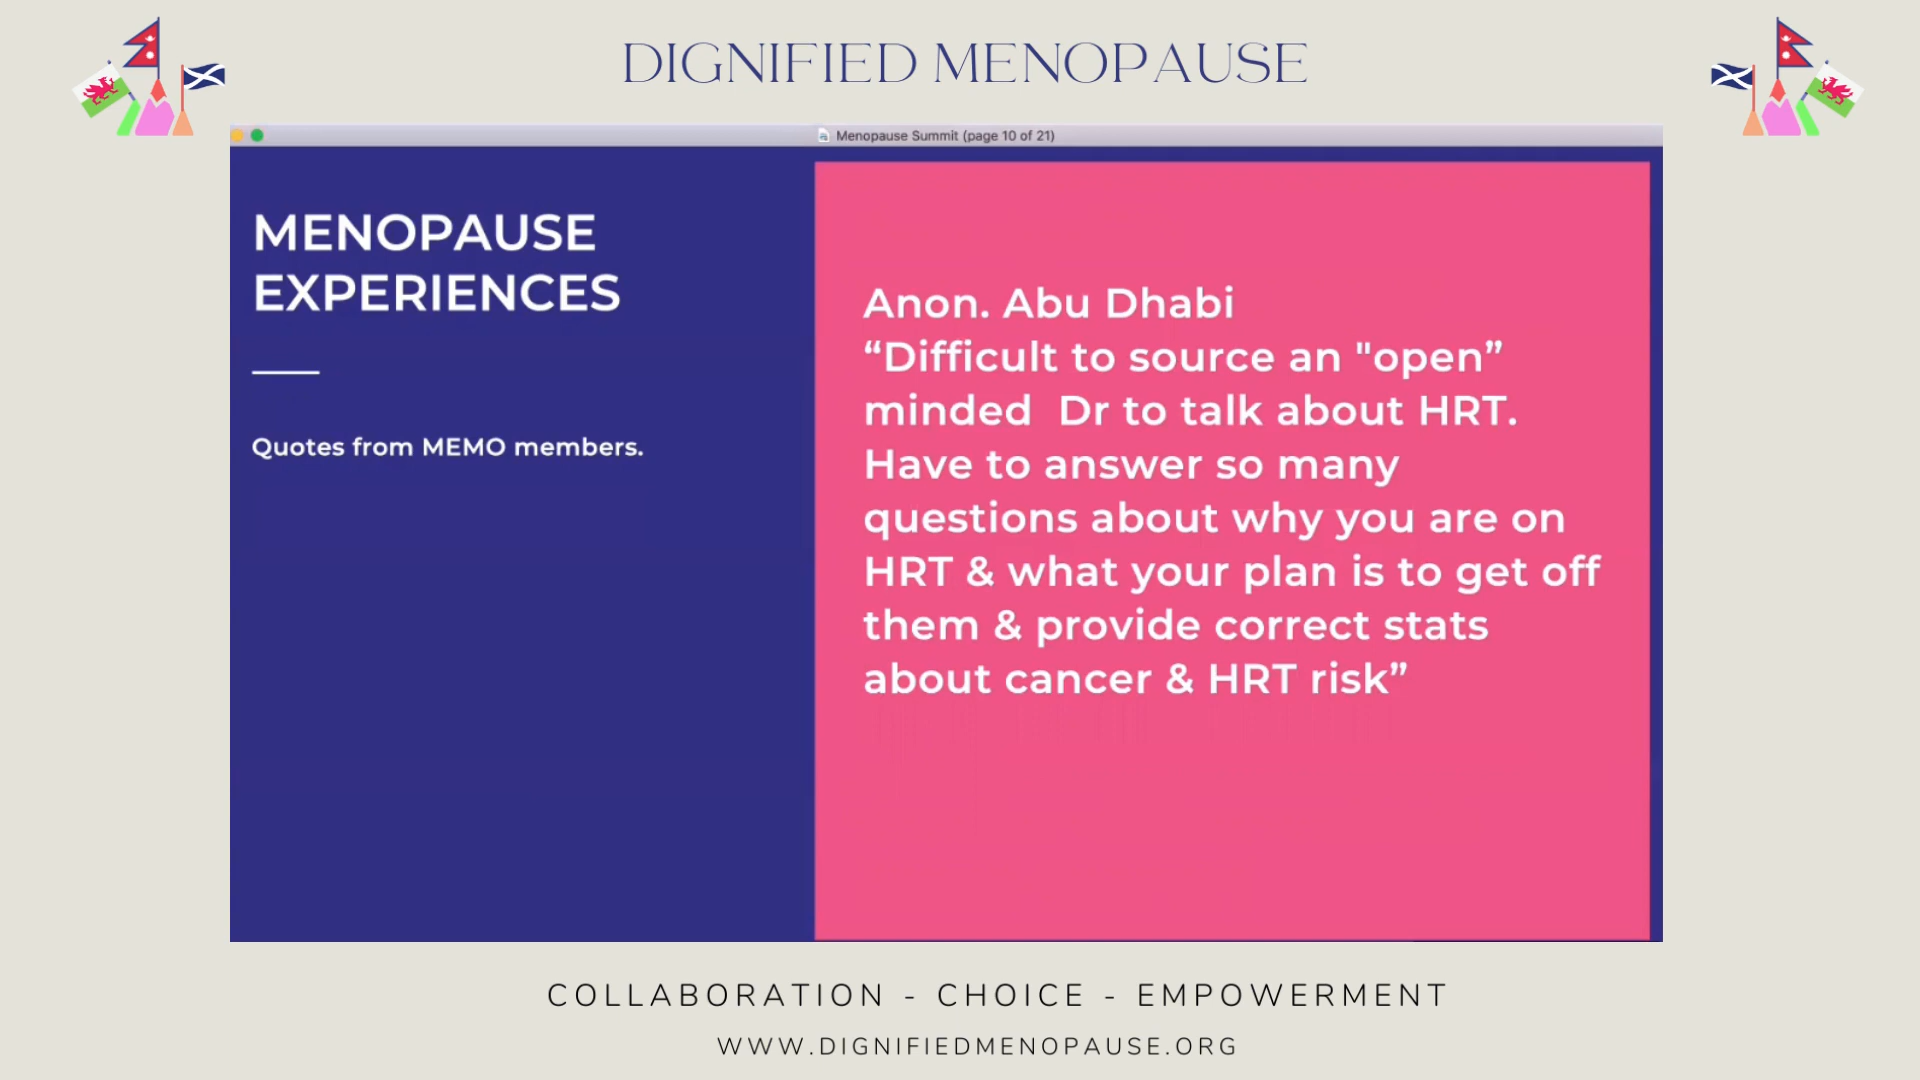 DIGNIFIED MENOPAUSE
Menopause Summit (page 10 of 21)
MENOPAUSE
EXPERIENCES
Quotes from MEMO members.
Anon. Abu Dhabi
“Difficult to source an "open”
minded  Dr to talk about HRT.
Have to answer so many
questions about why you are on
HRT & what your plan is to get off
them & provide correct stats
about cancer & HRT risk”
COLLABORATION - CHOICE - EMPOWERMENT
WWW.DIGNIFIEDMENOPAUSE.ORG